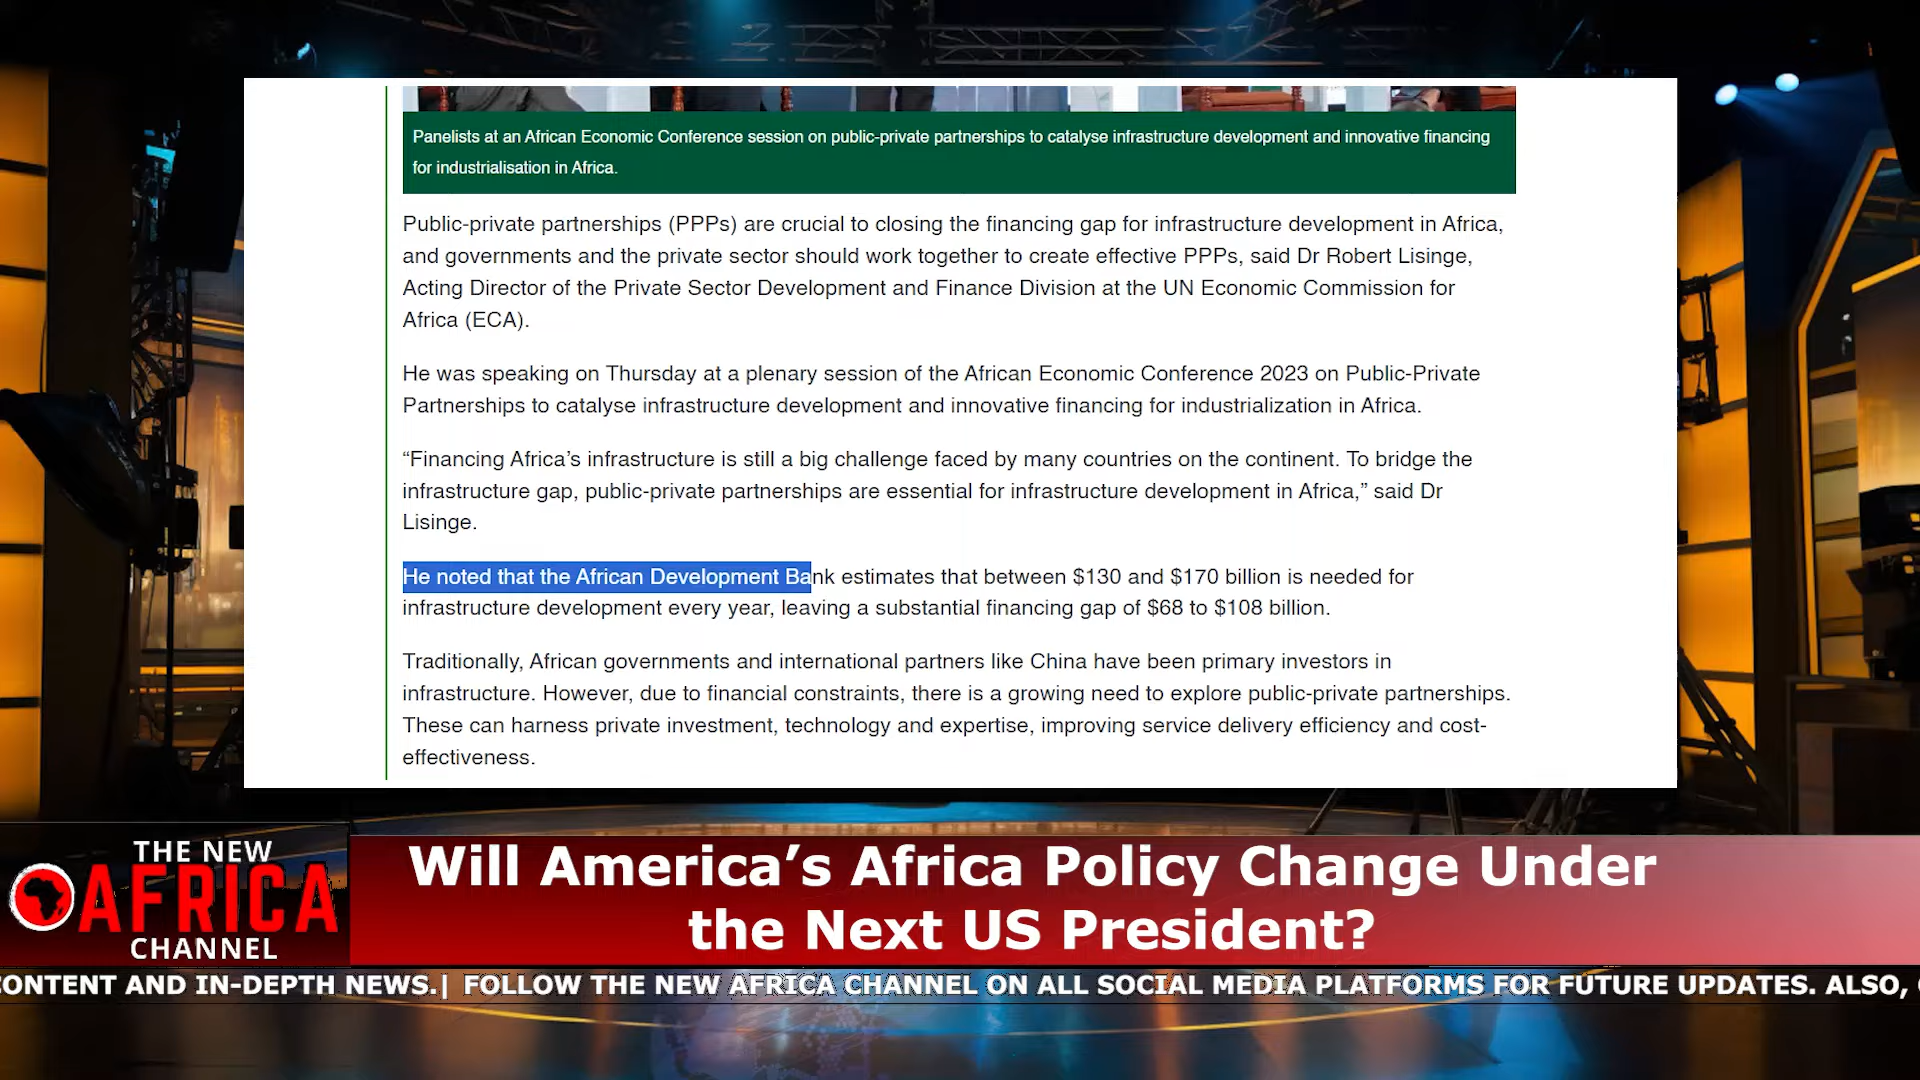 Panelists at an African Economic Conference session on public-private partnerships to catalyse infrastructure development and innovative financing
for industrialisation in Africa.
Public-private partnerships (PPPs) are crucial to closing the financing gap for infrastructure development in Africa,
and governments and the private sector should work together to create effective PPPs, said Dr Robert Lisinge,
Acting Director of the Private Sector Development and Finance Division at the UN Economic Commission for
Africa (ECA).
He was speaking on Thursday at a plenary session of the African Economic Conference 2023 on Public-Private
Partnerships to catalyse infrastructure development and innovative financing for industrialization in Africa.
“Financing Africa’s infrastructure is still a big challenge faced by many countries on the continent. To bridge the
infrastructure gap, public-private partnerships are essential for infrastructure development in Africa,” said Dr
Lisinge.
He noted that the African Development Bank estimates that between $130 and $170 billion is needed for
infrastructure development every year, leaving a substantial financing gap of $68 to $108 billion.
Traditionally, African governments and international partners like China have been primary investors in
infrastructure. However, due to financial constraints, there is a growing need to explore public-private partnerships.
These can harness private investment, technology and expertise, improving service delivery efficiency and cost-
effectiveness.
THE NEW
AFRICA
CHANNEL
Will America’s Africa Policy Change Under
the Next US President?
CONTENT AND IN-DEPTH NEWS.| FOLLOW THE NEW AFRICA CHANNEL ON ALL SOCIAL MEDIA PLATFORMS FOR FUTURE UPDATES. ALSO,